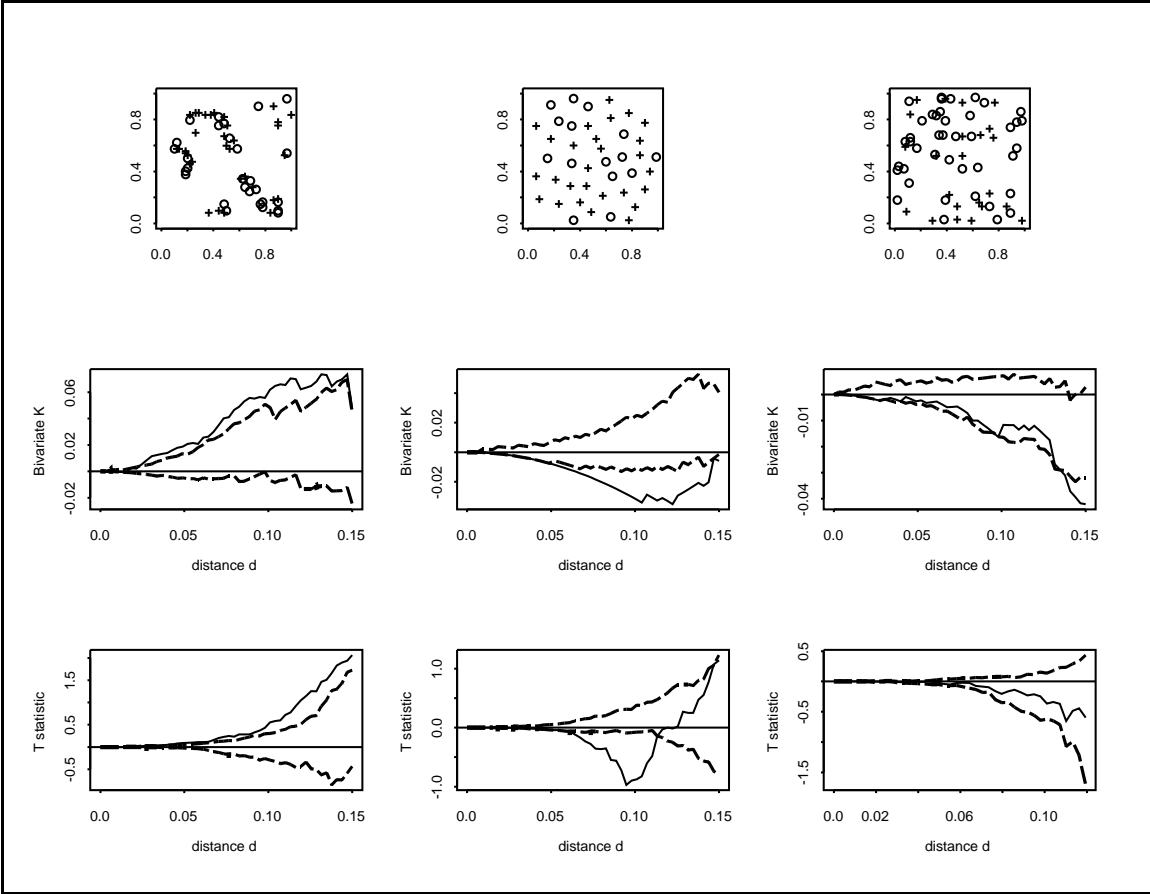 0.0 0.4 0.8
0.0 0.4 0.8
0.0 0.4 0.8
0.0 0.4 0.8
0.0 0.4 0.8
0.0 0.4 0.8
Bivariate K
-0.02 0.02 0.06
0.0 0.05 0.10 0.15
distance d
Bivariate K
-0.02 0.02
0.0 0.05 0.10 0.15
distance d
Bivariate K
-0.04 -0.01
0.0 0.05 0.10 0.15
distance d
T statistic
-0.5 0.5 1.5
0.0 0.05 0.10 0.15
distance d
T statistic
-1.0 0.0 1.0
0.0 0.05 0.10 0.15
distance d
T statistic
-1.5 -0.5 0.5
0.0 0.02 0.06 0.10
distance d